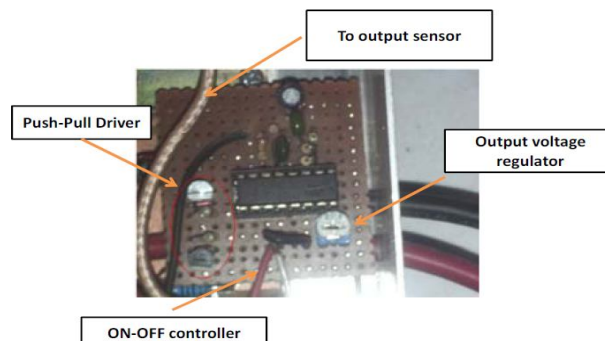 To output sensor
Push-Pull Driver
Output voltage
regulator
ON-OFF controller